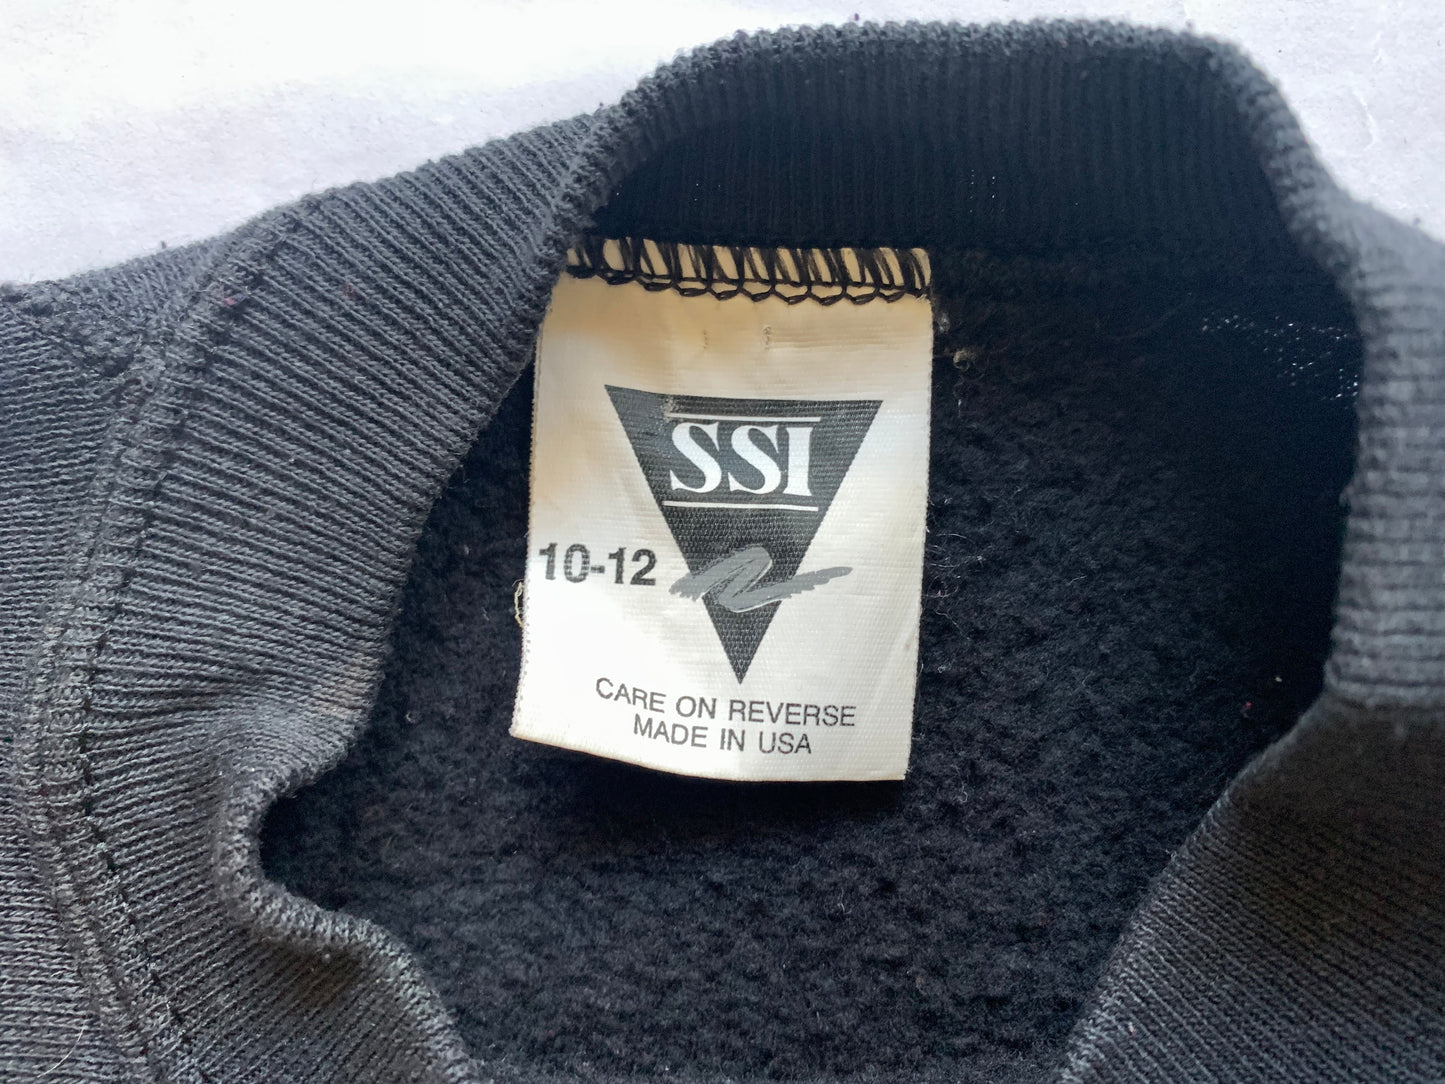 SSI
10-12
CARE ON REVERSE
MADE IN USA